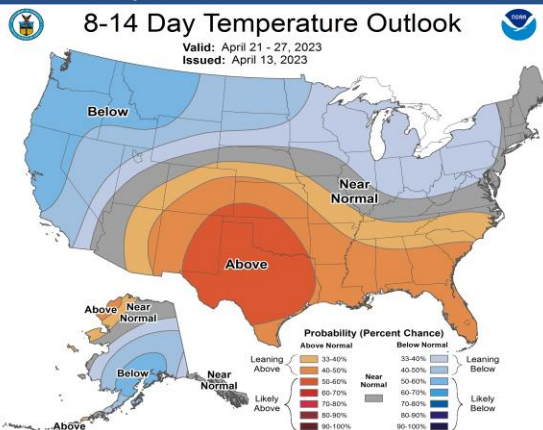 8-14 Day Temperature Outlook
NOAA
Valid: April 21 - 27, 2023
Issued: April 13, 2023
Below
Near
Normal
Above
Above
Near
Normal
Below
Near
Normal
Above
Probability (Percent Chance)
Above Normal
Below Normal
Leaning
Above
33-40%
40-50%
33-40%
40-50%
Leaning
Below
Near
Normal
Likely
Above
50-60%
60-70%
70-80%
80-90%
90-100%
50-60%
60-70%
70-80%
80-90%
90-100%
Likely
Below